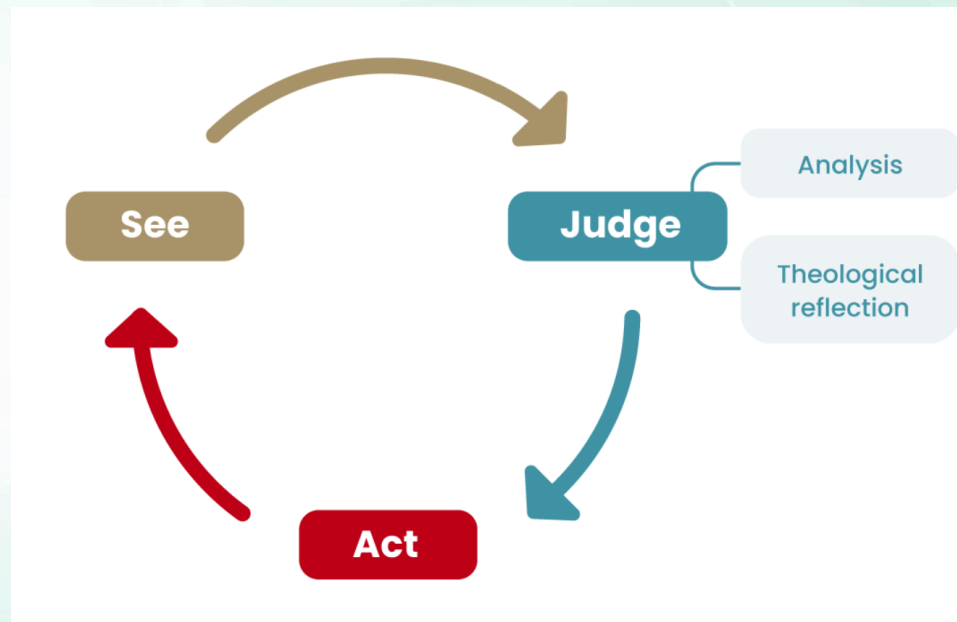 See
Judge
Analysis
Theological
reflection
Act